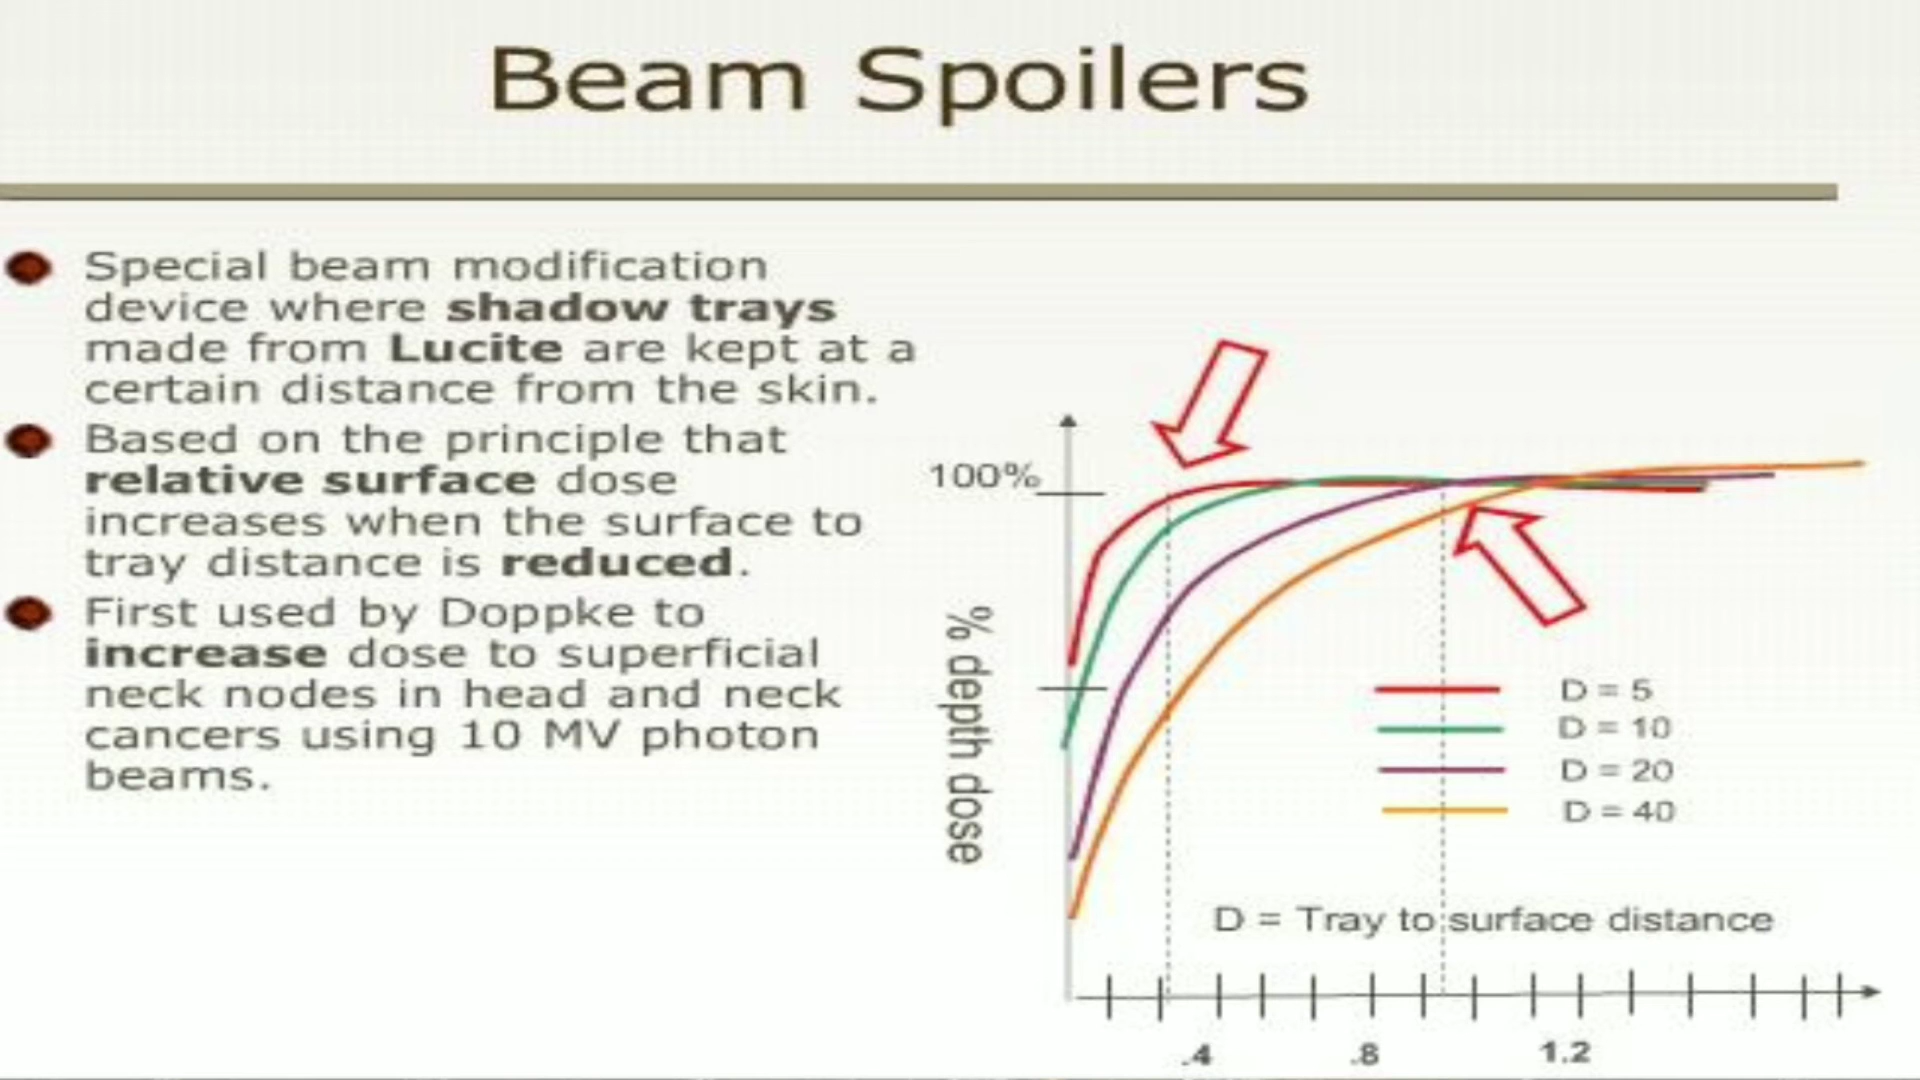 Beam Spoilers
Special beam modification
device where shadow trays
made from Lucite are kept at a
certain distance from the skin.
Based on the principle that
relative surface dose
increases when the surface to
tray distance is reduced.
First used by Doppke to
increase dose to superficial
neck nodes in head and neck
cancers using 10 MV photon
beams.
100%
% depth dose
D = 5
D = 10
D = 20
D = 40
D = Tray to surface distance
.4 .8 1.2